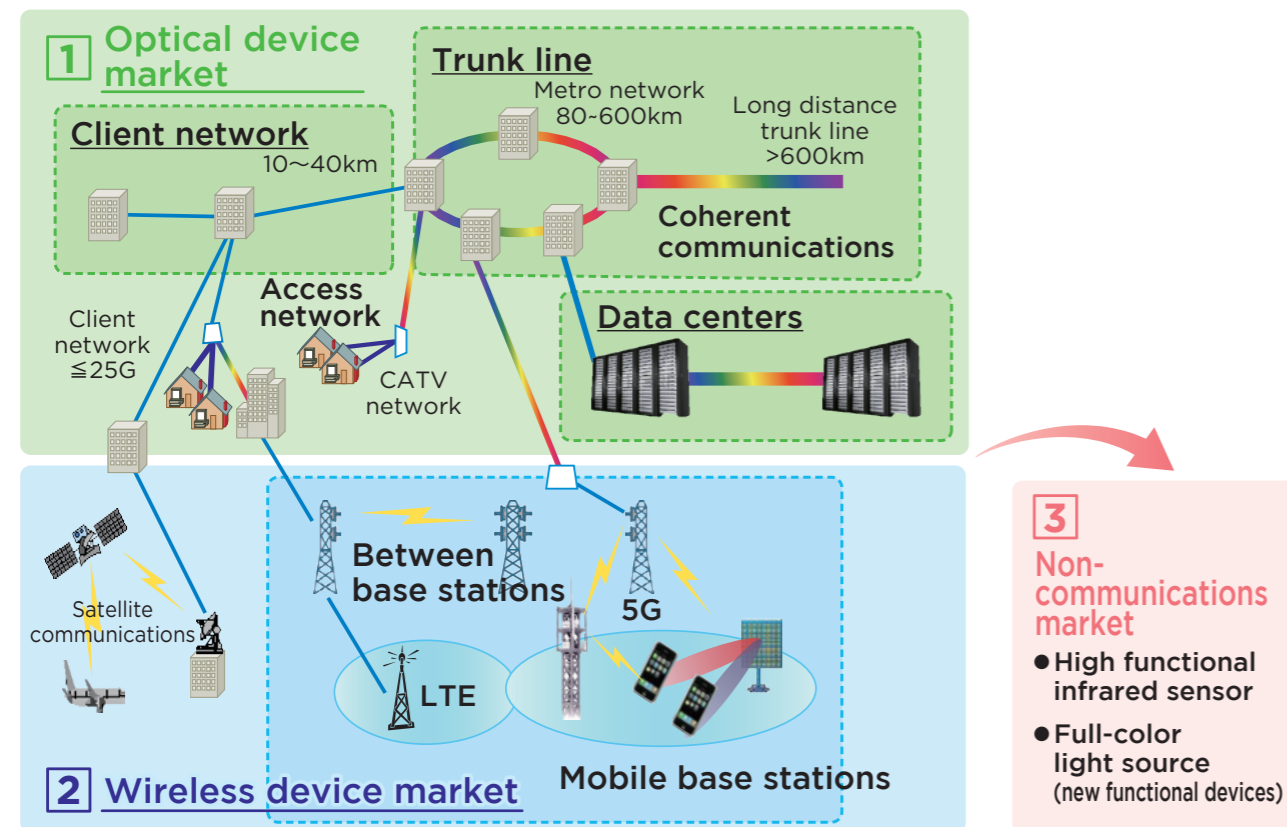 1
Optical device
market
Trunk line
Metro network
80~600km
Long distance
trunk line
>600km
Client network
10～40km
Coherent
communications
Access
network
Client
network
≦25G
CATV
network
Data centers
Between
base stations
5G
Satellite
communications
LTE
Mobile base stations
2 Wireless device market
3
Non-
communications
market
●High functional
infrared sensor
●Full-color
light source
(new functional devices)